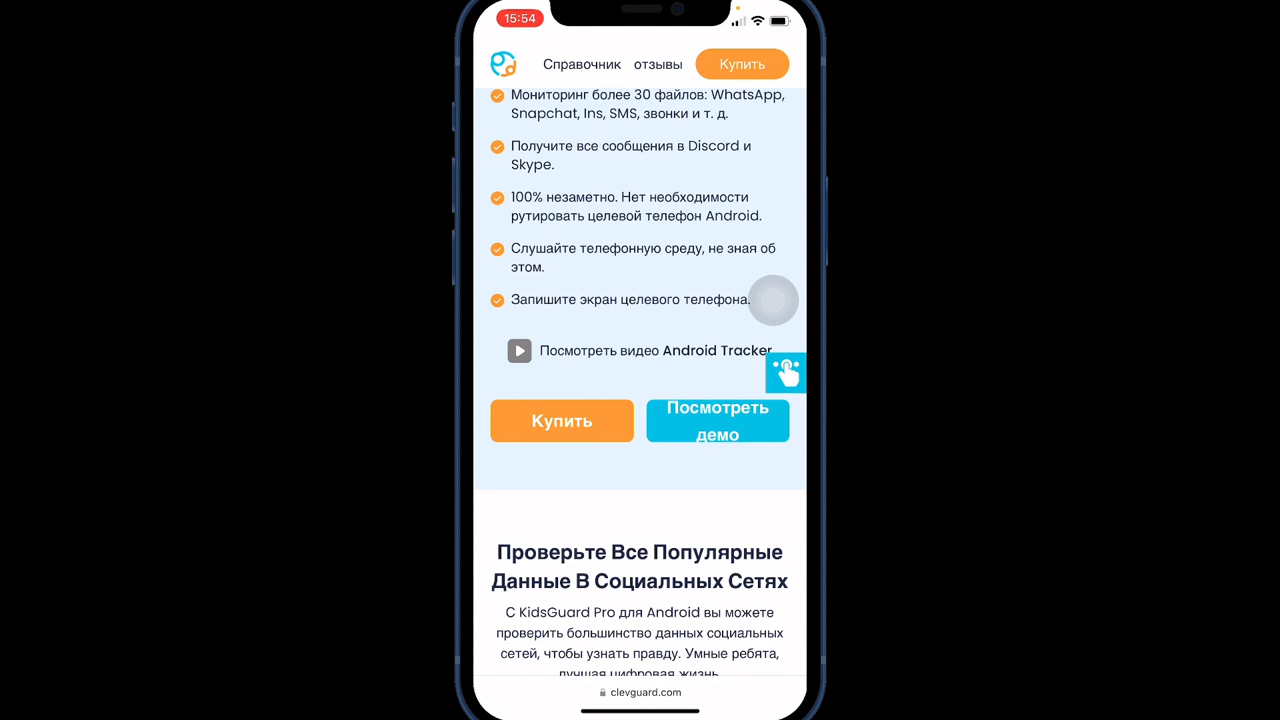 15:54
Справочник отзывы Купить
Мониторинг более 30 файлов: WhatsApp,
Snapchat, Ins, SMS, звонки и т. д.
Получите все сообщения в Discord и
Skype.
100% незаметно. Нет необходимости
рутировать целевой телефон Android.
Слушайте телефонную среду, не зная об
этом.
Запишите экран целевого телефона.
Посмотреть видео Android Tracker
Купить
Посмотреть
демо
Проверьте Все Популярные
Данные В Социальных Сетях
С KidsGuard Pro для Android вы можете
проверить большинство данных социальных
сетей, чтобы узнать правду. Умные ребята,
лучшая цифровая жизнь
clevguard.com